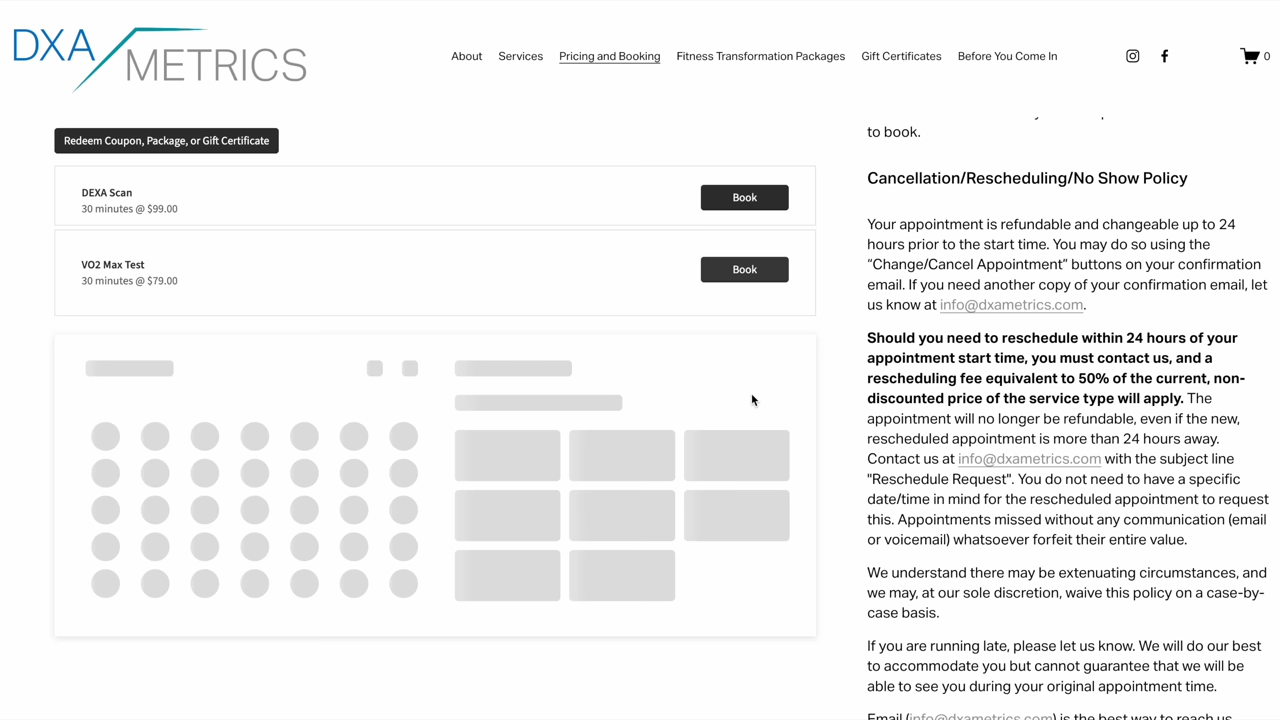 DXA METRICS
About Services Pricing and Booking Fitness Transformation Packages Gift Certificates Before You Come In 0
Redeem Coupon, Package, or Gift Certificate
DEXA Scan
30 minutes @ $99.00
Book
VO2 Max Test
30 minutes @ $79.00
Book
to book.
Cancellation/Rescheduling/No Show Policy
Your appointment is refundable and changeable up to 24
hours prior to the start time. You may do so using the
“Change/Cancel Appointment” buttons on your confirmation
email. If you need another copy of your confirmation email, let
us know at info@dxametrics.com.
Should you need to reschedule within 24 hours of your
appointment start time, you must contact us, and a
rescheduling fee equivalent to 50% of the current, non-
discounted price of the service type will apply. The
appointment will no longer be refundable, even if the new,
rescheduled appointment is more than 24 hours away.
Contact us at info@dxametrics.com with the subject line
"Reschedule Request". You do not need to have a specific
date/time in mind for the rescheduled appointment to request
this. Appointments missed without any communication (email
or voicemail) whatsoever forfeit their entire value.
We understand there may be extenuating circumstances, and
we may, at our sole discretion, waive this policy on a case-by-
case basis.
If you are running late, please let us know. We will do our best
to accommodate you but cannot guarantee that we will be
able to see you during your original appointment time.
Email (info@dxametrics.com) is the best way to reach us